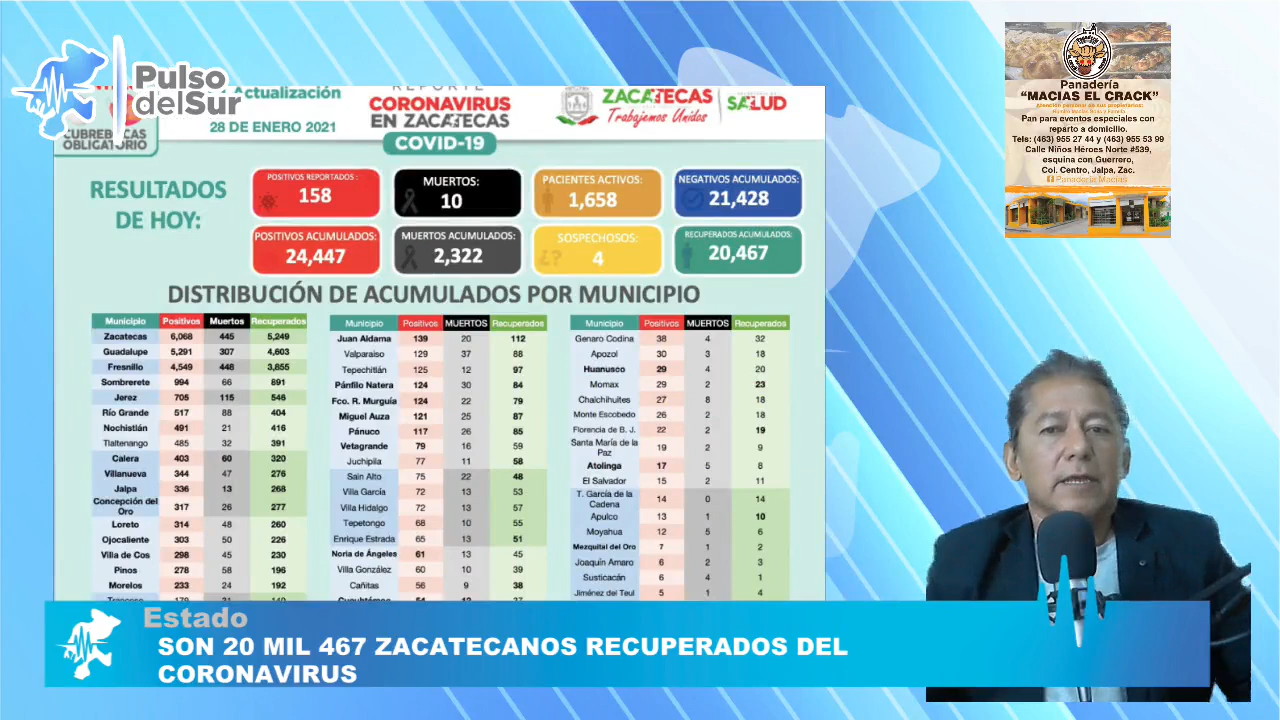 Pulso
delSur
CUBREBOCAS
OBLIGATORIO
Actualización
28 DE ENERO 2021
REPORTE
CORONAVIRUS
EN ZACATECAS
COVID-19
ZACATECAS
Trabajemos Unidos
SALUD
RESULTADOS
DE HOY:
POSITIVOS REPORTADOS :
158
MUERTOS:
10
PACIENTES ACTIVOS:
1,658
NEGATIVOS ACUMULADOS:
21,428
POSITIVOS ACUMULADOS:
24,447
MUERTOS ACUMULADOS:
2,322
SOSPECHOSOS:
4
RECUPERADOS ACUMULADOS:
20,467
DISTRIBUCIÓN DE ACUMULADOS POR MUNICIPIO
Municipio Positivos Muertos Recuperados
Zacatecas 6,068 445 5,249
Guadalupe 5,291 307 4,603
Fresnillo 4,549 448 3,855
Sombrerete 994 66 891
Jerez 705 115 546
Río Grande 517 88 404
Nochistlán 491 21 416
Tlaltenango 485 32 391
Calera 403 60 320
Villanueva 344 47 276
Jalpa 336 13 268
Concepción del
Oro 317 26 277
Loreto 314 48 260
Ojocaliente 303 50 226
Villa de Cos 298 45 230
Pinos 278 58 196
Morelos 233 24 192
Municipio Positivos MUERTOS Recuperados
Juan Aldama 139 20 112
Valparaiso 129 37 88
Tepechitlán 125 12 97
Pánfilo Natera 124 30 84
Fco. R. Murguía 124 22 79
Miguel Auza 121 25 87
Pánuco 117 26 85
Vetagrande 79 16 59
Juchipila 77 11 58
Sain Alto 75 22 48
Villa García 72 13 53
Villa Hidalgo 72 13 57
Tepetongo 68 10 55
Enrique Estrada 65 13 51
Noria de Ángeles 61 13 45
Villa González 60 10 39
Cañitas 56 9 38
Municipio Positivos MUERTOS Recuperados
Genaro Codina 38 4 32
Apozol 30 3 18
Huanusco 29 4 20
Momax 29 2 23
Chalchihuites 27 8 18
Monte Escobedo 26 2 18
Florencia de B. J. 22 2 19
Santa María de la
Paz 19 2 9
Atolinga 17 5 8
El Salvador 15 2 11
T. García de la
Cadena 14 0 14
Apulco 13 1 10
Moyahua 12 5 6
Mezquital del Oro 7 1 2
Joaquín Amaro 6 2 3
Susticacán 6 4 1
Jiménez del Teul 5 1 4
Panadería
"MACIAS EL CRACK"
Pan para eventos especiales con
reparto a domicilio.
Tels: (463) 955 27 44 y (463) 955 53 99
Calle Niños Héroes Norte #539,
esquina con Guerrero,
Col. Centro, Jalpa, Zac.
Panadería Macias
Estado
SON 20 MIL 467 ZACATECANOS RECUPERADOS DEL
CORONAVIRUS